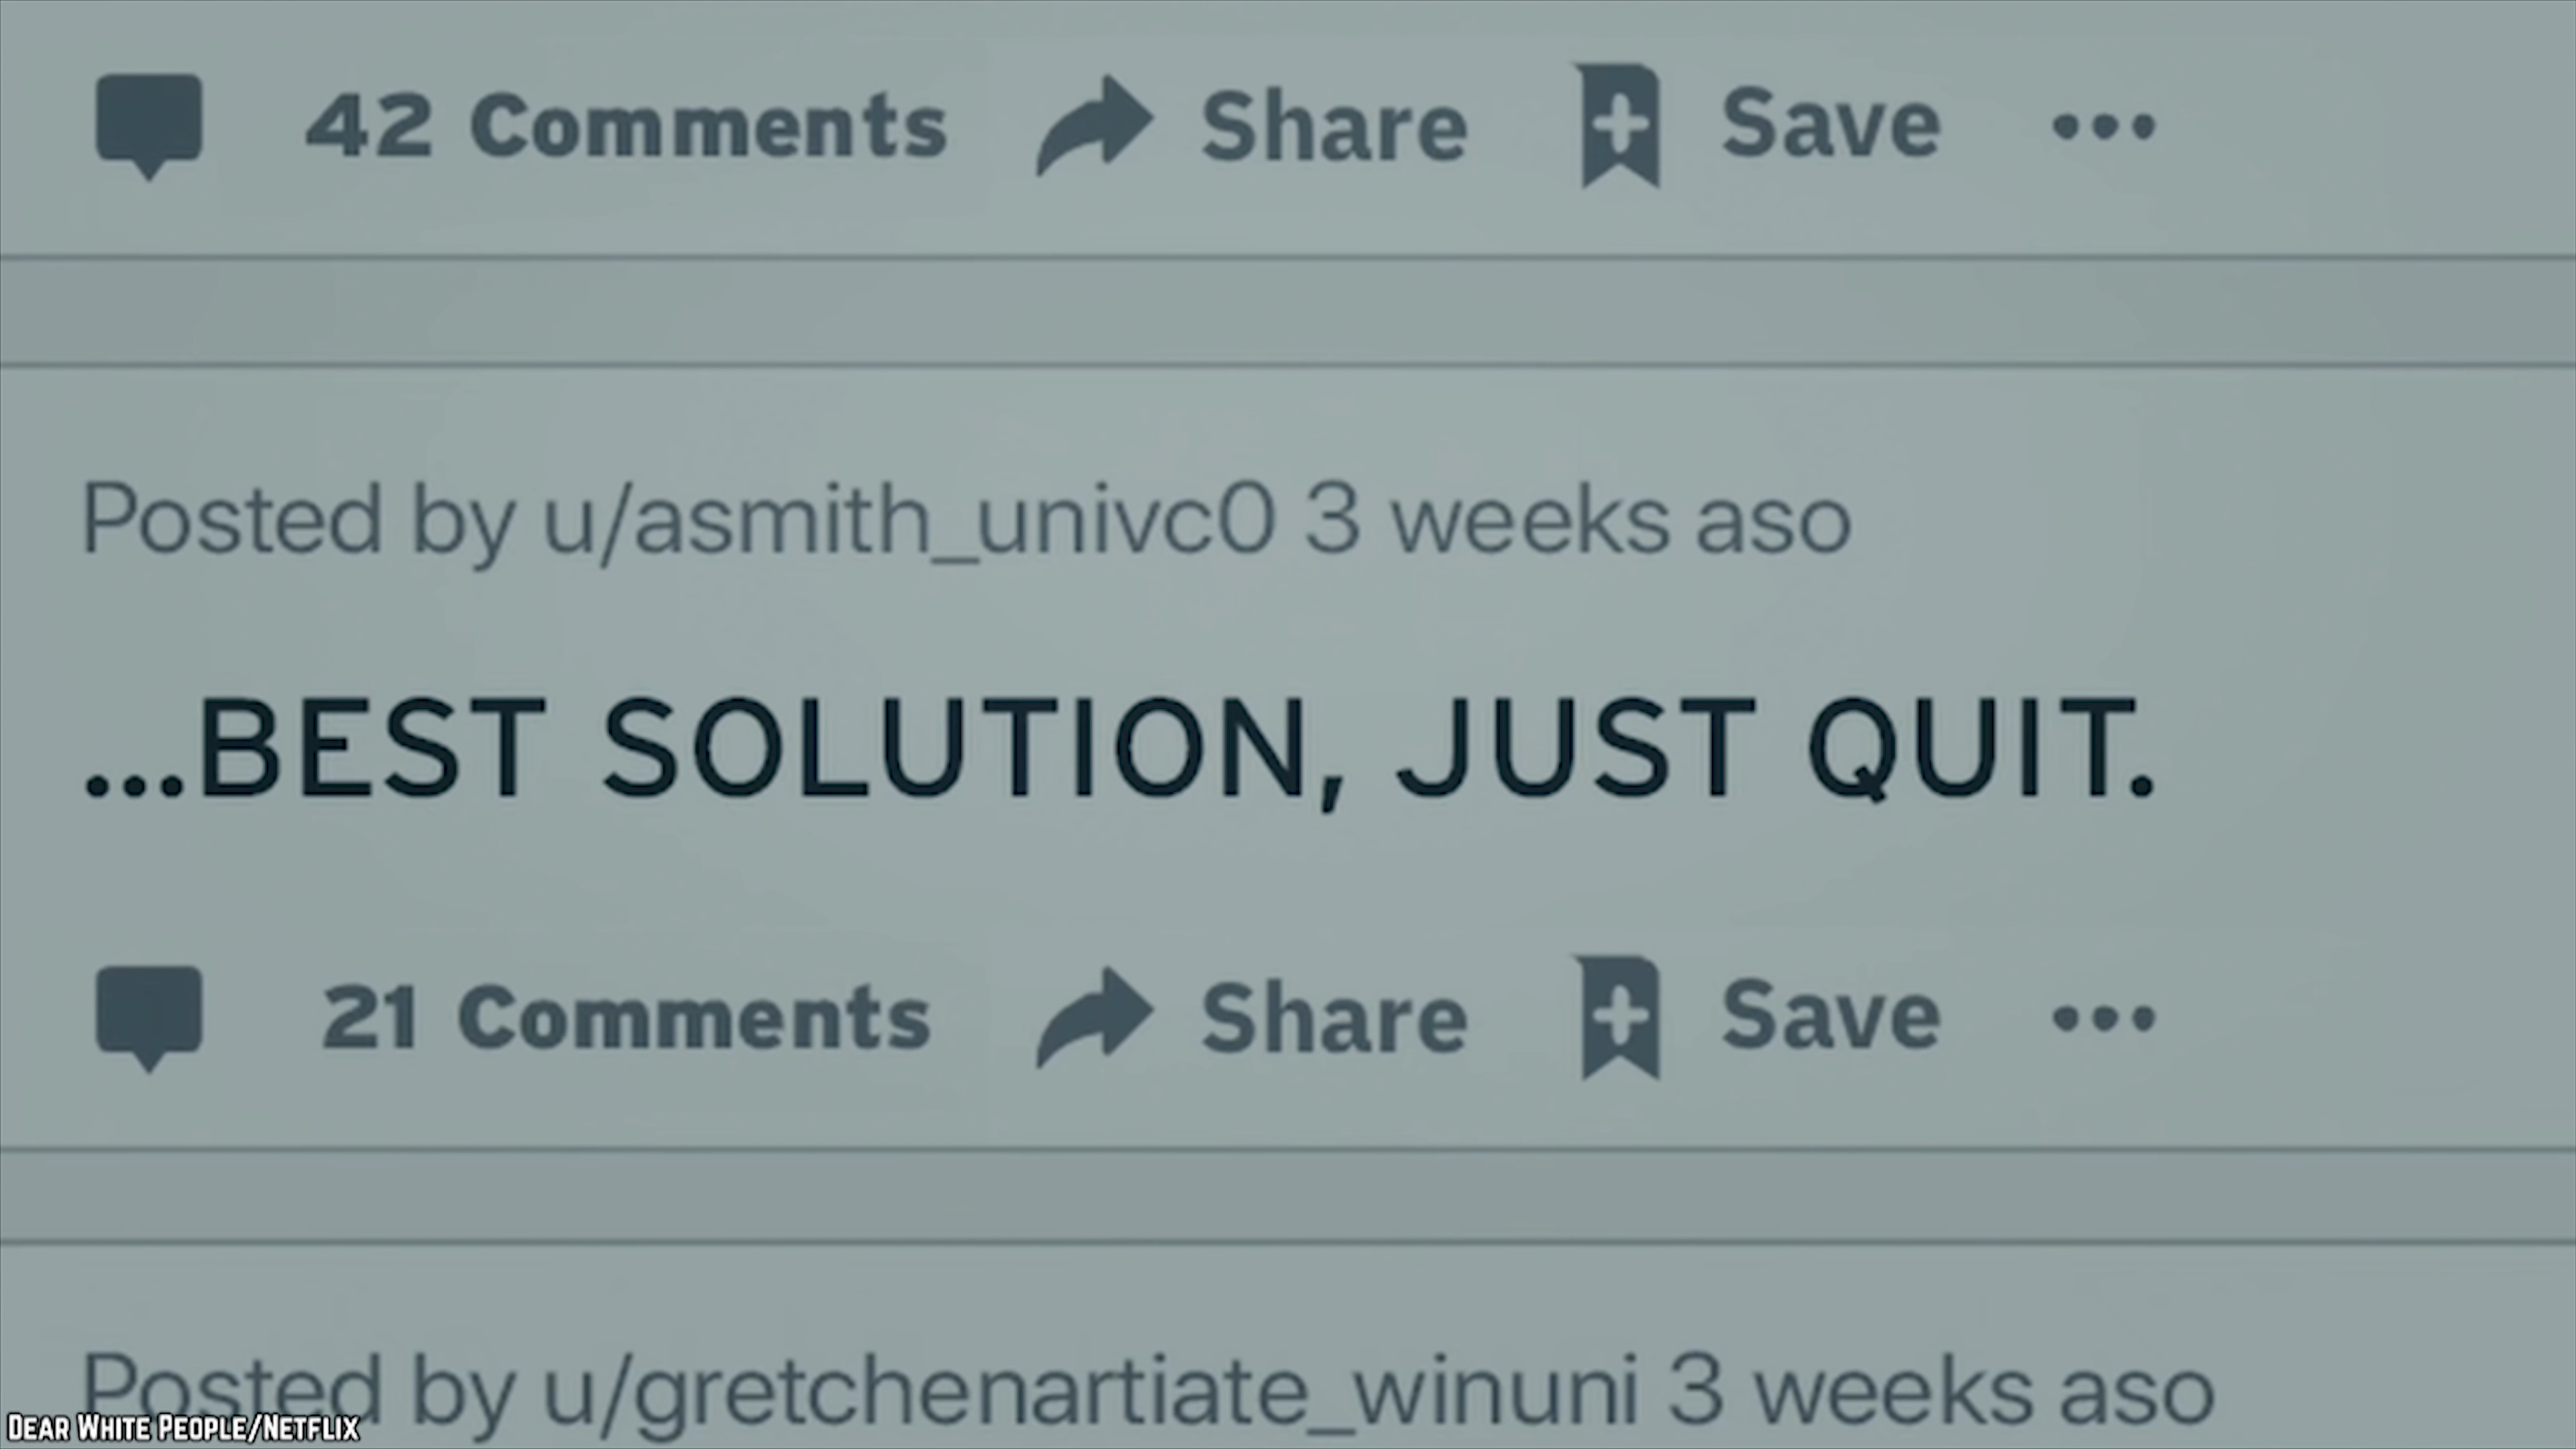 42 Comments Share Save •••
Posted by u/asmith_univc0 3 weeks aso
...BEST SOLUTION, JUST QUIT.
21 Comments Share Save •••
Posted by u/gretchenartiate_winuni 3 weeks aso
DEAR WHITE PEOPLE/NETFLIX